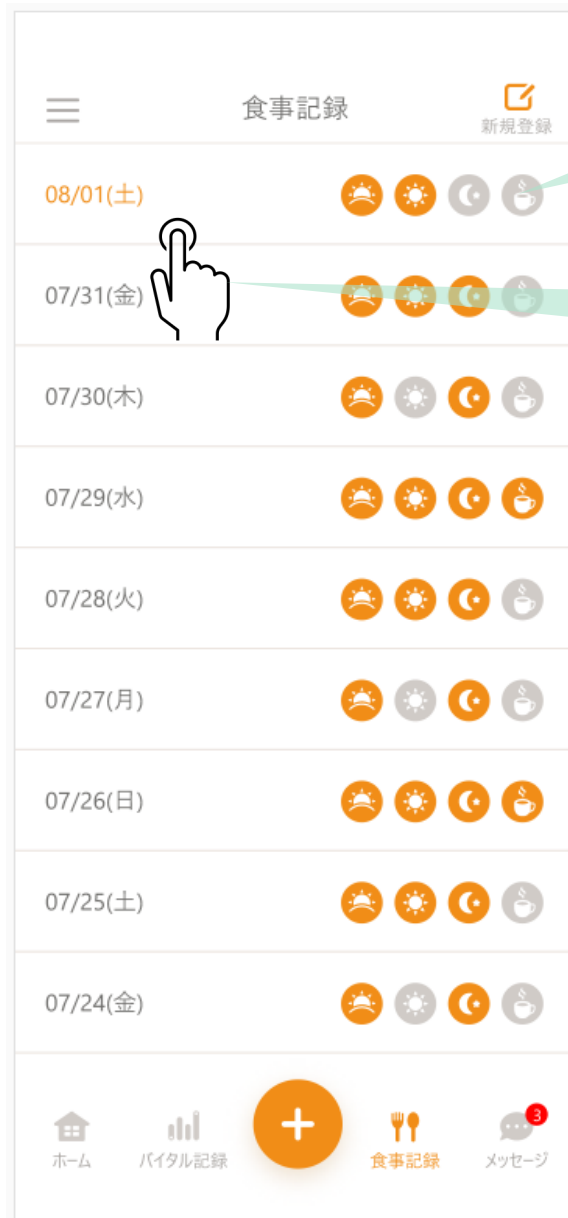 食事記録
新規登録
08/01(土)
07/31(金)
07/30(木)
07/29(水)
07/28(火)
07/27(月)
07/26(日)
07/25(土)
07/24(金)
3
ホーム バイタル記録 食事記録 メッセージ